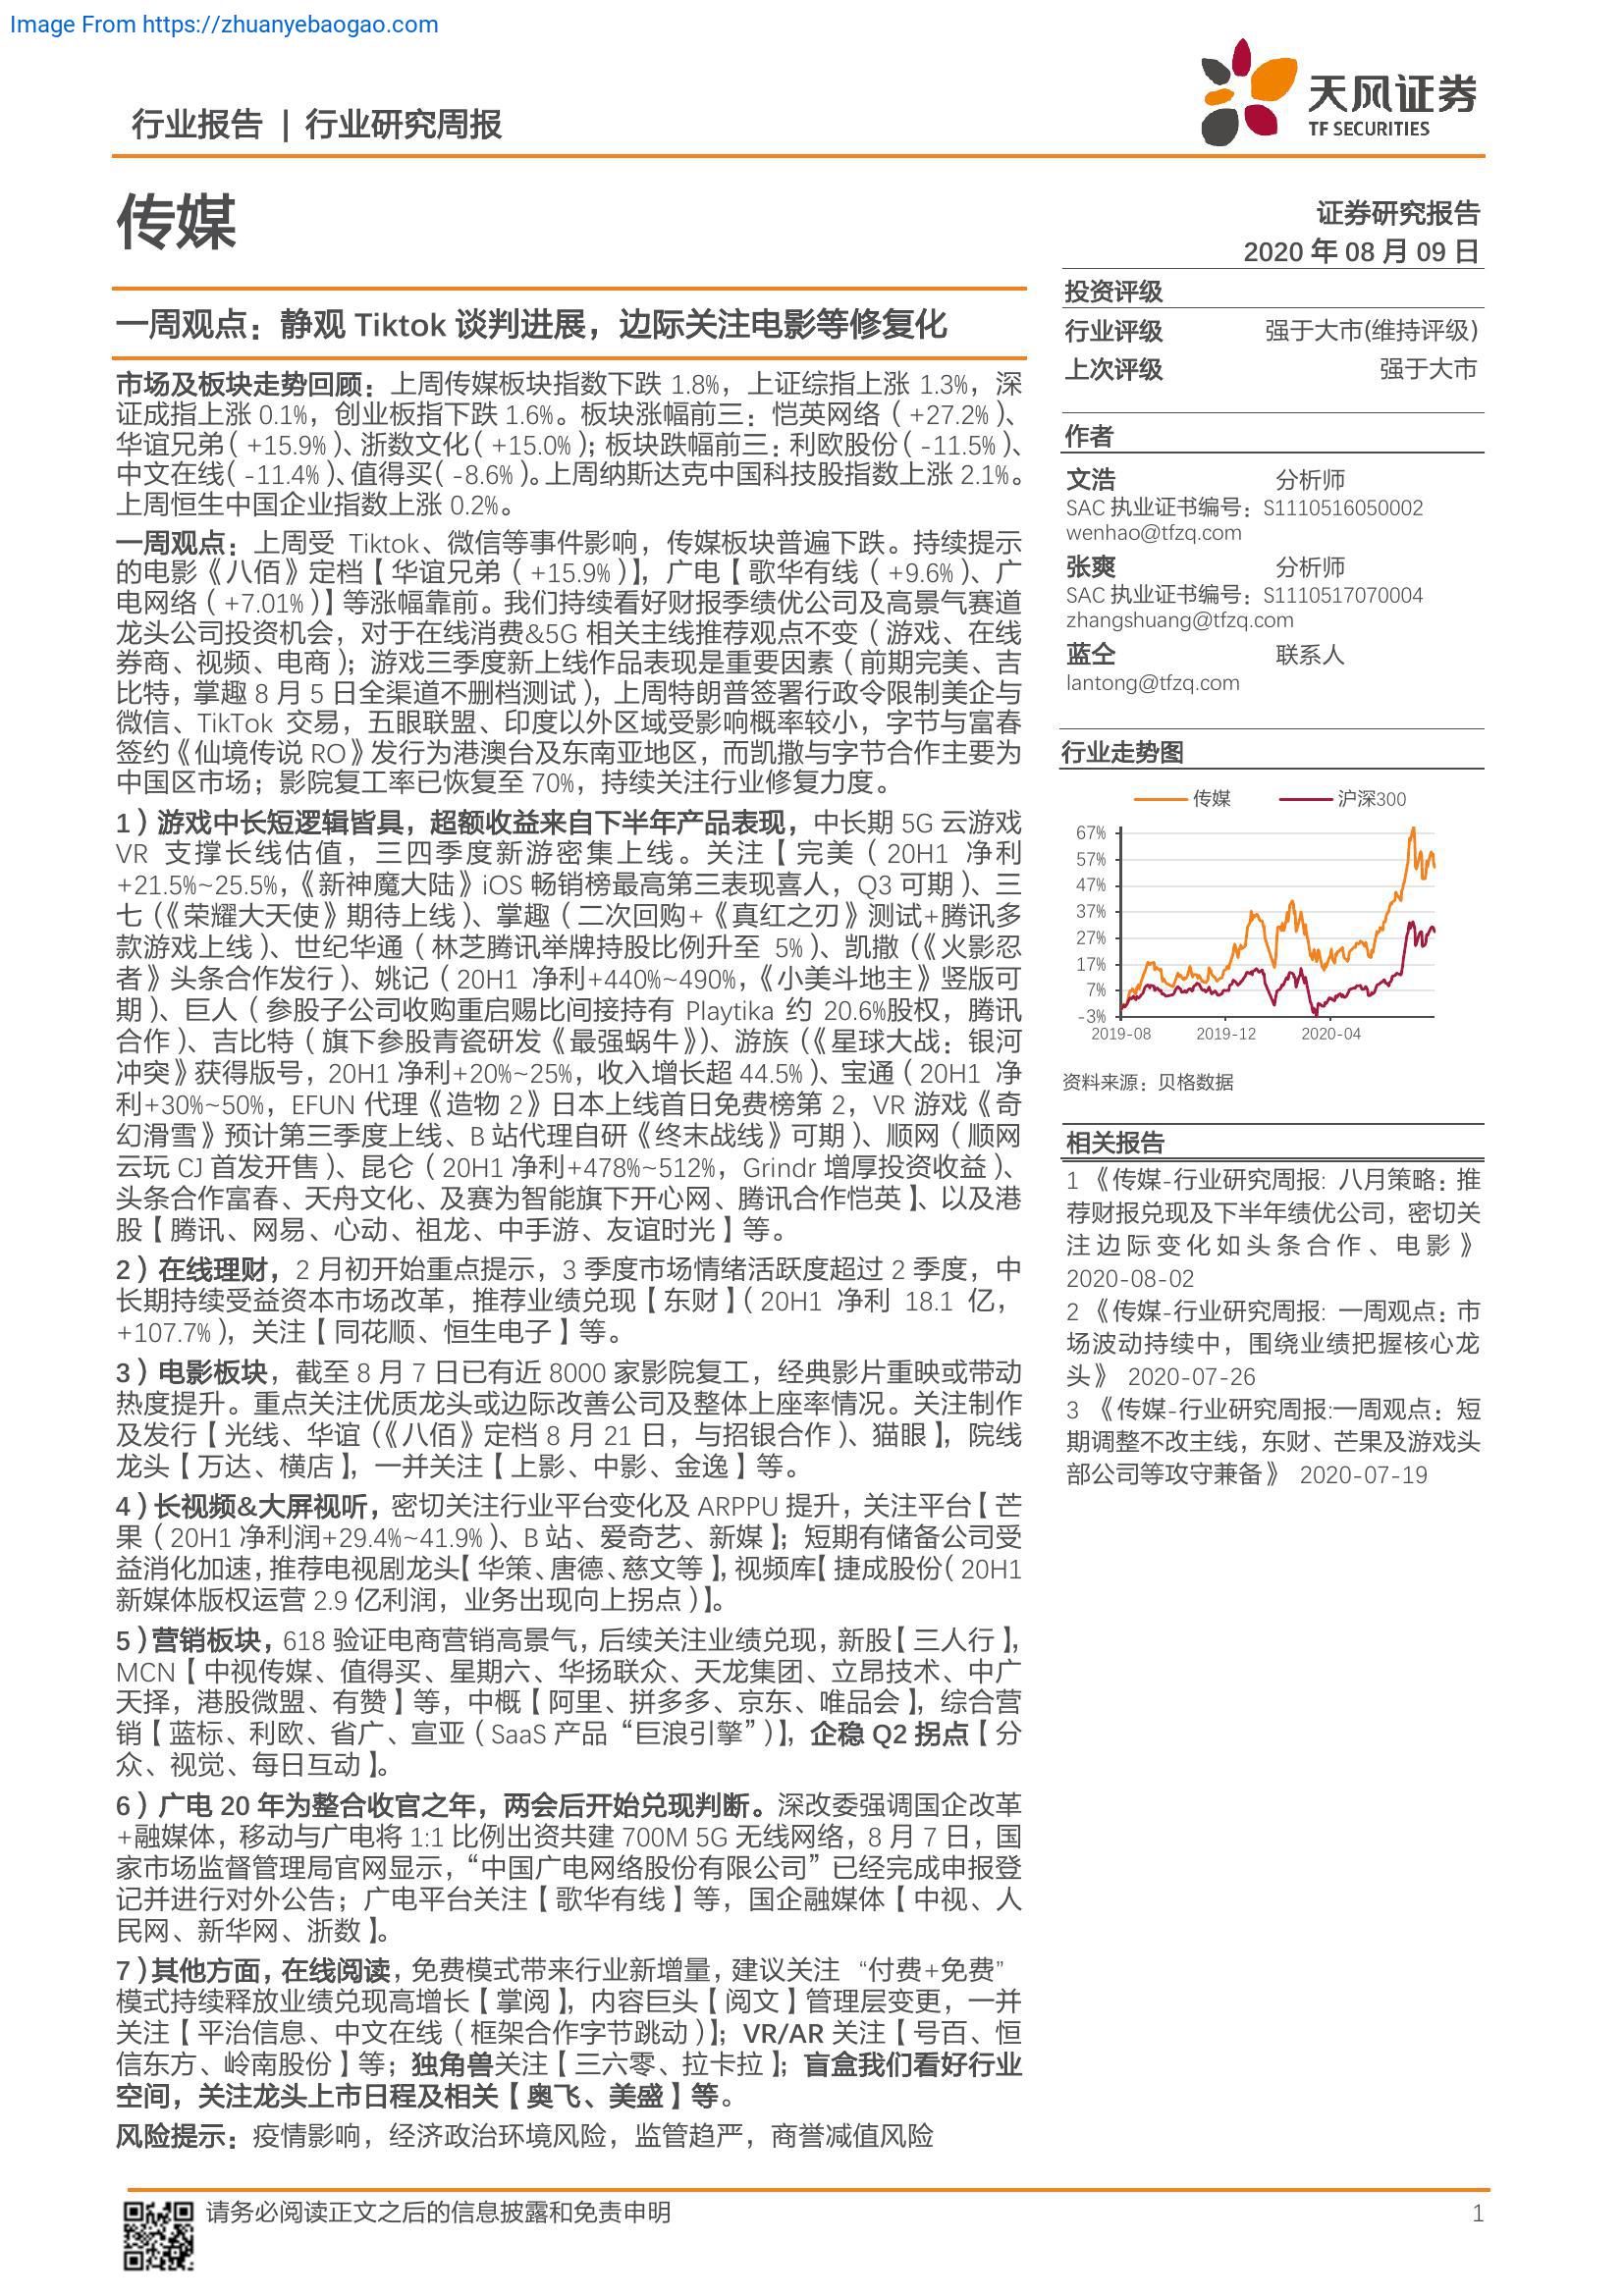 Image From https://zhuanyebaogao.com
行业报告 | 行业研究周报
天风证券
TF SECURITIES
传媒
证券研究报告
2020 年 08 月 09 日
一周观点：静观 Tiktok 谈判进展，边际关注电影等修复化
市场及板块走势回顾：上周传媒板块指数下跌 1.8%，上证综指上涨 1.3%，深
证成指上涨 0.1%，创业板指下跌 1.6%。板块涨幅前三：恺英网络（+27.2%）、
华谊兄弟（+15.9%）、浙数文化（+15.0%）；板块跌幅前三：利欧股份（-11.5%）、
中文在线（-11.4%）、值得买（-8.6%）。上周纳斯达克中国科技股指数上涨 2.1%。
上周恒生中国企业指数上涨 0.2%。
一周观点：上周受 Tiktok、微信等事件影响，传媒板块普遍下跌。持续提示
的电影《八佰》定档【华谊兄弟（+15.9%）】，广电【歌华有线（+9.6%）、广
电网络（+7.01%）】等涨幅靠前。我们持续看好财报季绩优公司及高景气赛道
龙头公司投资机会，对于在线消费&5G 相关主线推荐观点不变（游戏、在线
券商、视频、电商）；游戏三季度新上线作品表现是重要因素（前期完美、吉
比特，掌趣 8 月 5 日全渠道不删档测试），上周特朗普签署行政令限制美企与
微信、TikTok 交易，五眼联盟、印度以外区域受影响概率较小，字节与富春
签约《仙境传说 RO》发行为港澳台及东南亚地区，而凯撒与字节合作主要为
中国区市场；影院复工率已恢复至 70%，持续关注行业修复力度。
1）游戏中长短逻辑皆具，超额收益来自下半年产品表现，中长期 5G 云游戏
VR 支撑长线估值，三四季度新游密集上线。关注【完美（20H1 净利
+21.5%~25.5%，《新神魔大陆》iOS 畅销榜最高第三表现喜人，Q3 可期）、三
七（《荣耀大天使》期待上线）、掌趣（二次回购+《真红之刃》测试+腾讯多
款游戏上线）、世纪华通（林芝腾讯举牌持股比例升至 5%）、凯撒（《火影忍
者》头条合作发行）、姚记（20H1 净利+440%~490%，《小美斗地主》竖版可
期）、巨人（参股子公司收购重启赐比间接持有 Playtika 约 20.6%股权，腾讯
合作）、吉比特（旗下参股青瓷研发《最强蜗牛》）、游族（《星球大战：银河
冲突》获得版号，20H1 净利+20%~25%，收入增长超 44.5%）、宝通（20H1 净
利+30%~50%，EFUN 代理《造物 2》日本上线首日免费榜第 2，VR 游戏《奇
幻滑雪》预计第三季度上线、B 站代理自研《终末战线》可期）、顺网（顺网
云玩 CJ 首发开售）、昆仑（20H1 净利+478%~512%，Grindr 增厚投资收益）、
头条合作富春、天舟文化、及赛为智能旗下开心网、腾讯合作恺英】、以及港
股【腾讯、网易、心动、祖龙、中手游、友谊时光】等。
2）在线理财，2 月初开始重点提示，3 季度市场情绪活跃度超过 2 季度，中
长期持续受益资本市场改革，推荐业绩兑现【东财】（20H1 净利 18.1 亿，
+107.7%），关注【同花顺、恒生电子】等。
3）电影板块，截至 8 月 7 日已有近 8000 家影院复工，经典影片重映或带动
热度提升。重点关注优质龙头或边际改善公司及整体上座率情况。关注制作
及发行【光线、华谊（《八佰》定档 8 月 21 日，与招银合作）、猫眼】，院线
龙头【万达、横店】，一并关注【上影、中影、金逸】等。
4）长视频&大屏视听，密切关注行业平台变化及 ARPPU 提升，关注平台【芒
果（20H1 净利润+29.4%~41.9%）、B 站、爱奇艺、新媒】；短期有储备公司受
益消化加速，推荐电视剧龙头【华策、唐德、慈文等】，视频库【捷成股份（20H1
新媒体版权运营 2.9 亿利润，业务出现向上拐点）】。
5）营销板块，618 验证电商营销高景气，后续关注业绩兑现，新股【三人行】，
MCN【中视传媒、值得买、星期六、华扬联众、天龙集团、立昂技术、中广
天择，港股微盟、有赞】等，中概【阿里、拼多多、京东、唯品会】，综合营
销【蓝标、利欧、省广、宣亚（SaaS 产品“巨浪引擎”）】，企稳 Q2 拐点【分
众、视觉、每日互动】。
6）广电 20 年为整合收官之年，两会后开始兑现判断。深改委强调国企改革
+融媒体，移动与广电将 1:1 比例出资共建 700M 5G 无线网络，8 月 7 日，国
家市场监督管理局官网显示，“中国广电网络股份有限公司”已经完成申报登
记并进行对外公告；广电平台关注【歌华有线】等，国企融媒体【中视、人
民网、新华网、浙数】。
7）其他方面，在线阅读，免费模式带来行业新增量，建议关注 “付费+免费”
模式持续释放业绩兑现高增长【掌阅】，内容巨头【阅文】管理层变更，一并
关注【平治信息、中文在线（框架合作字节跳动）】；VR/AR 关注【号百、恒
信东方、岭南股份】等；独角兽关注【三六零、拉卡拉】；盲盒我们看好行业
空间，关注龙头上市日程及相关【奥飞、美盛】等。
风险提示：疫情影响，经济政治环境风险，监管趋严，商誉减值风险
投资评级
行业评级 强于大市(维持评级)
上次评级 强于大市
作者
文浩 分析师
SAC 执业证书编号：S1110516050002
wenhao@tfzq.com
张爽 分析师
SAC 执业证书编号：S1110517070004
zhangshuang@tfzq.com
蓝仝 联系人
lantong@tfzq.com
行业走势图
传媒 沪深300
67%
57%
47%
37%
27%
17%
7%
-3%
2019-08 2019-12 2020-04
资料来源：贝格数据
相关报告
1 《传媒-行业研究周报: 八月策略：推
荐财报兑现及下半年绩优公司，密切关
注边际变化如头条合作、电影》
2020-08-02
2 《传媒-行业研究周报: 一周观点：市
场波动持续中，围绕业绩把握核心龙
头》 2020-07-26
3 《传媒-行业研究周报:一周观点：短
期调整不改主线，东财、芒果及游戏头
部公司等攻守兼备》 2020-07-19
请务必阅读正文之后的信息披露和免责申明
1